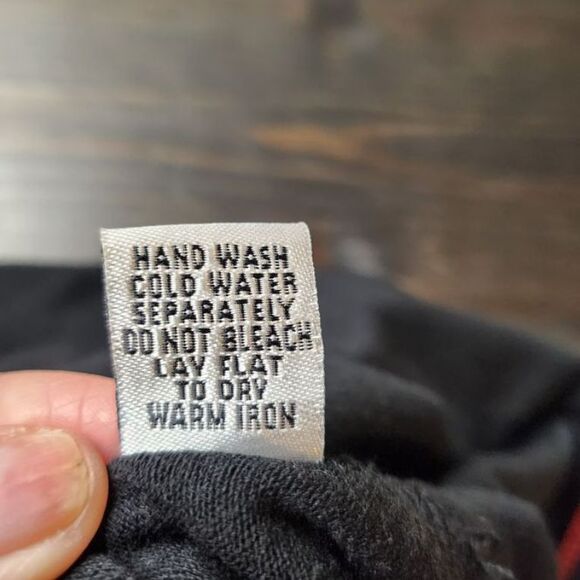 HAND WASH
COLD WATER
SEPARATELY
DO NOT BLEACH
LAY FLAT
TO DRY
WARM IRON